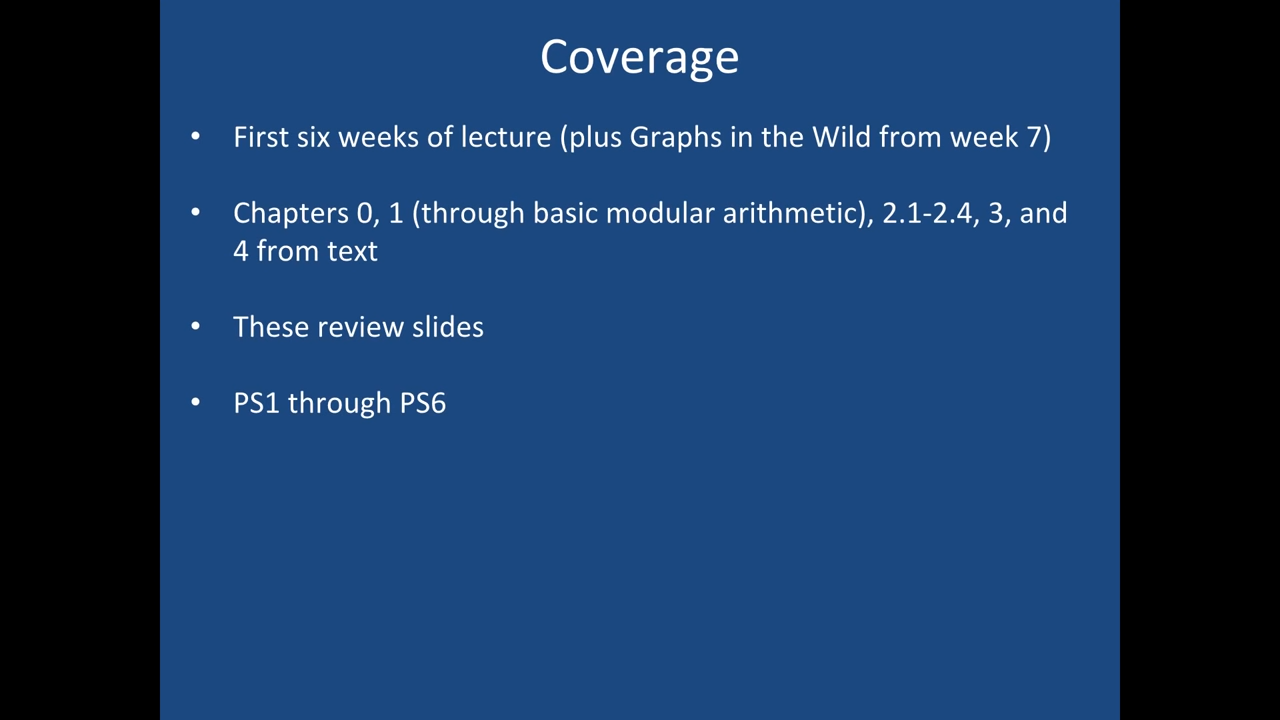 Coverage
• First six weeks of lecture (plus Graphs in the Wild from week 7)
• Chapters 0, 1 (through basic modular arithmetic), 2.1-2.4, 3, and
4 from text
• These review slides
• PS1 through PS6